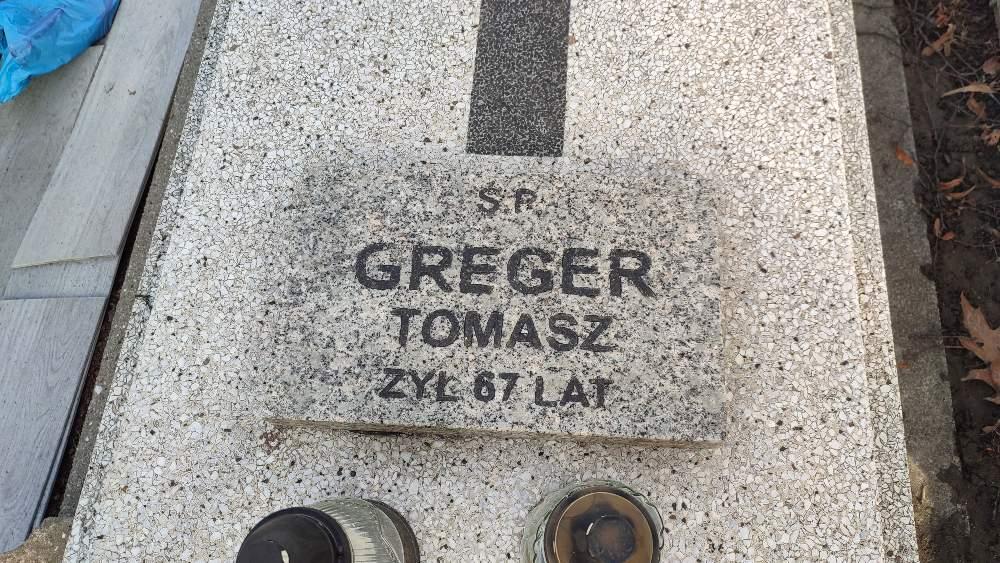 Ś.P.
GREGER
TOMASZ
ŻYŁ 67 LAT